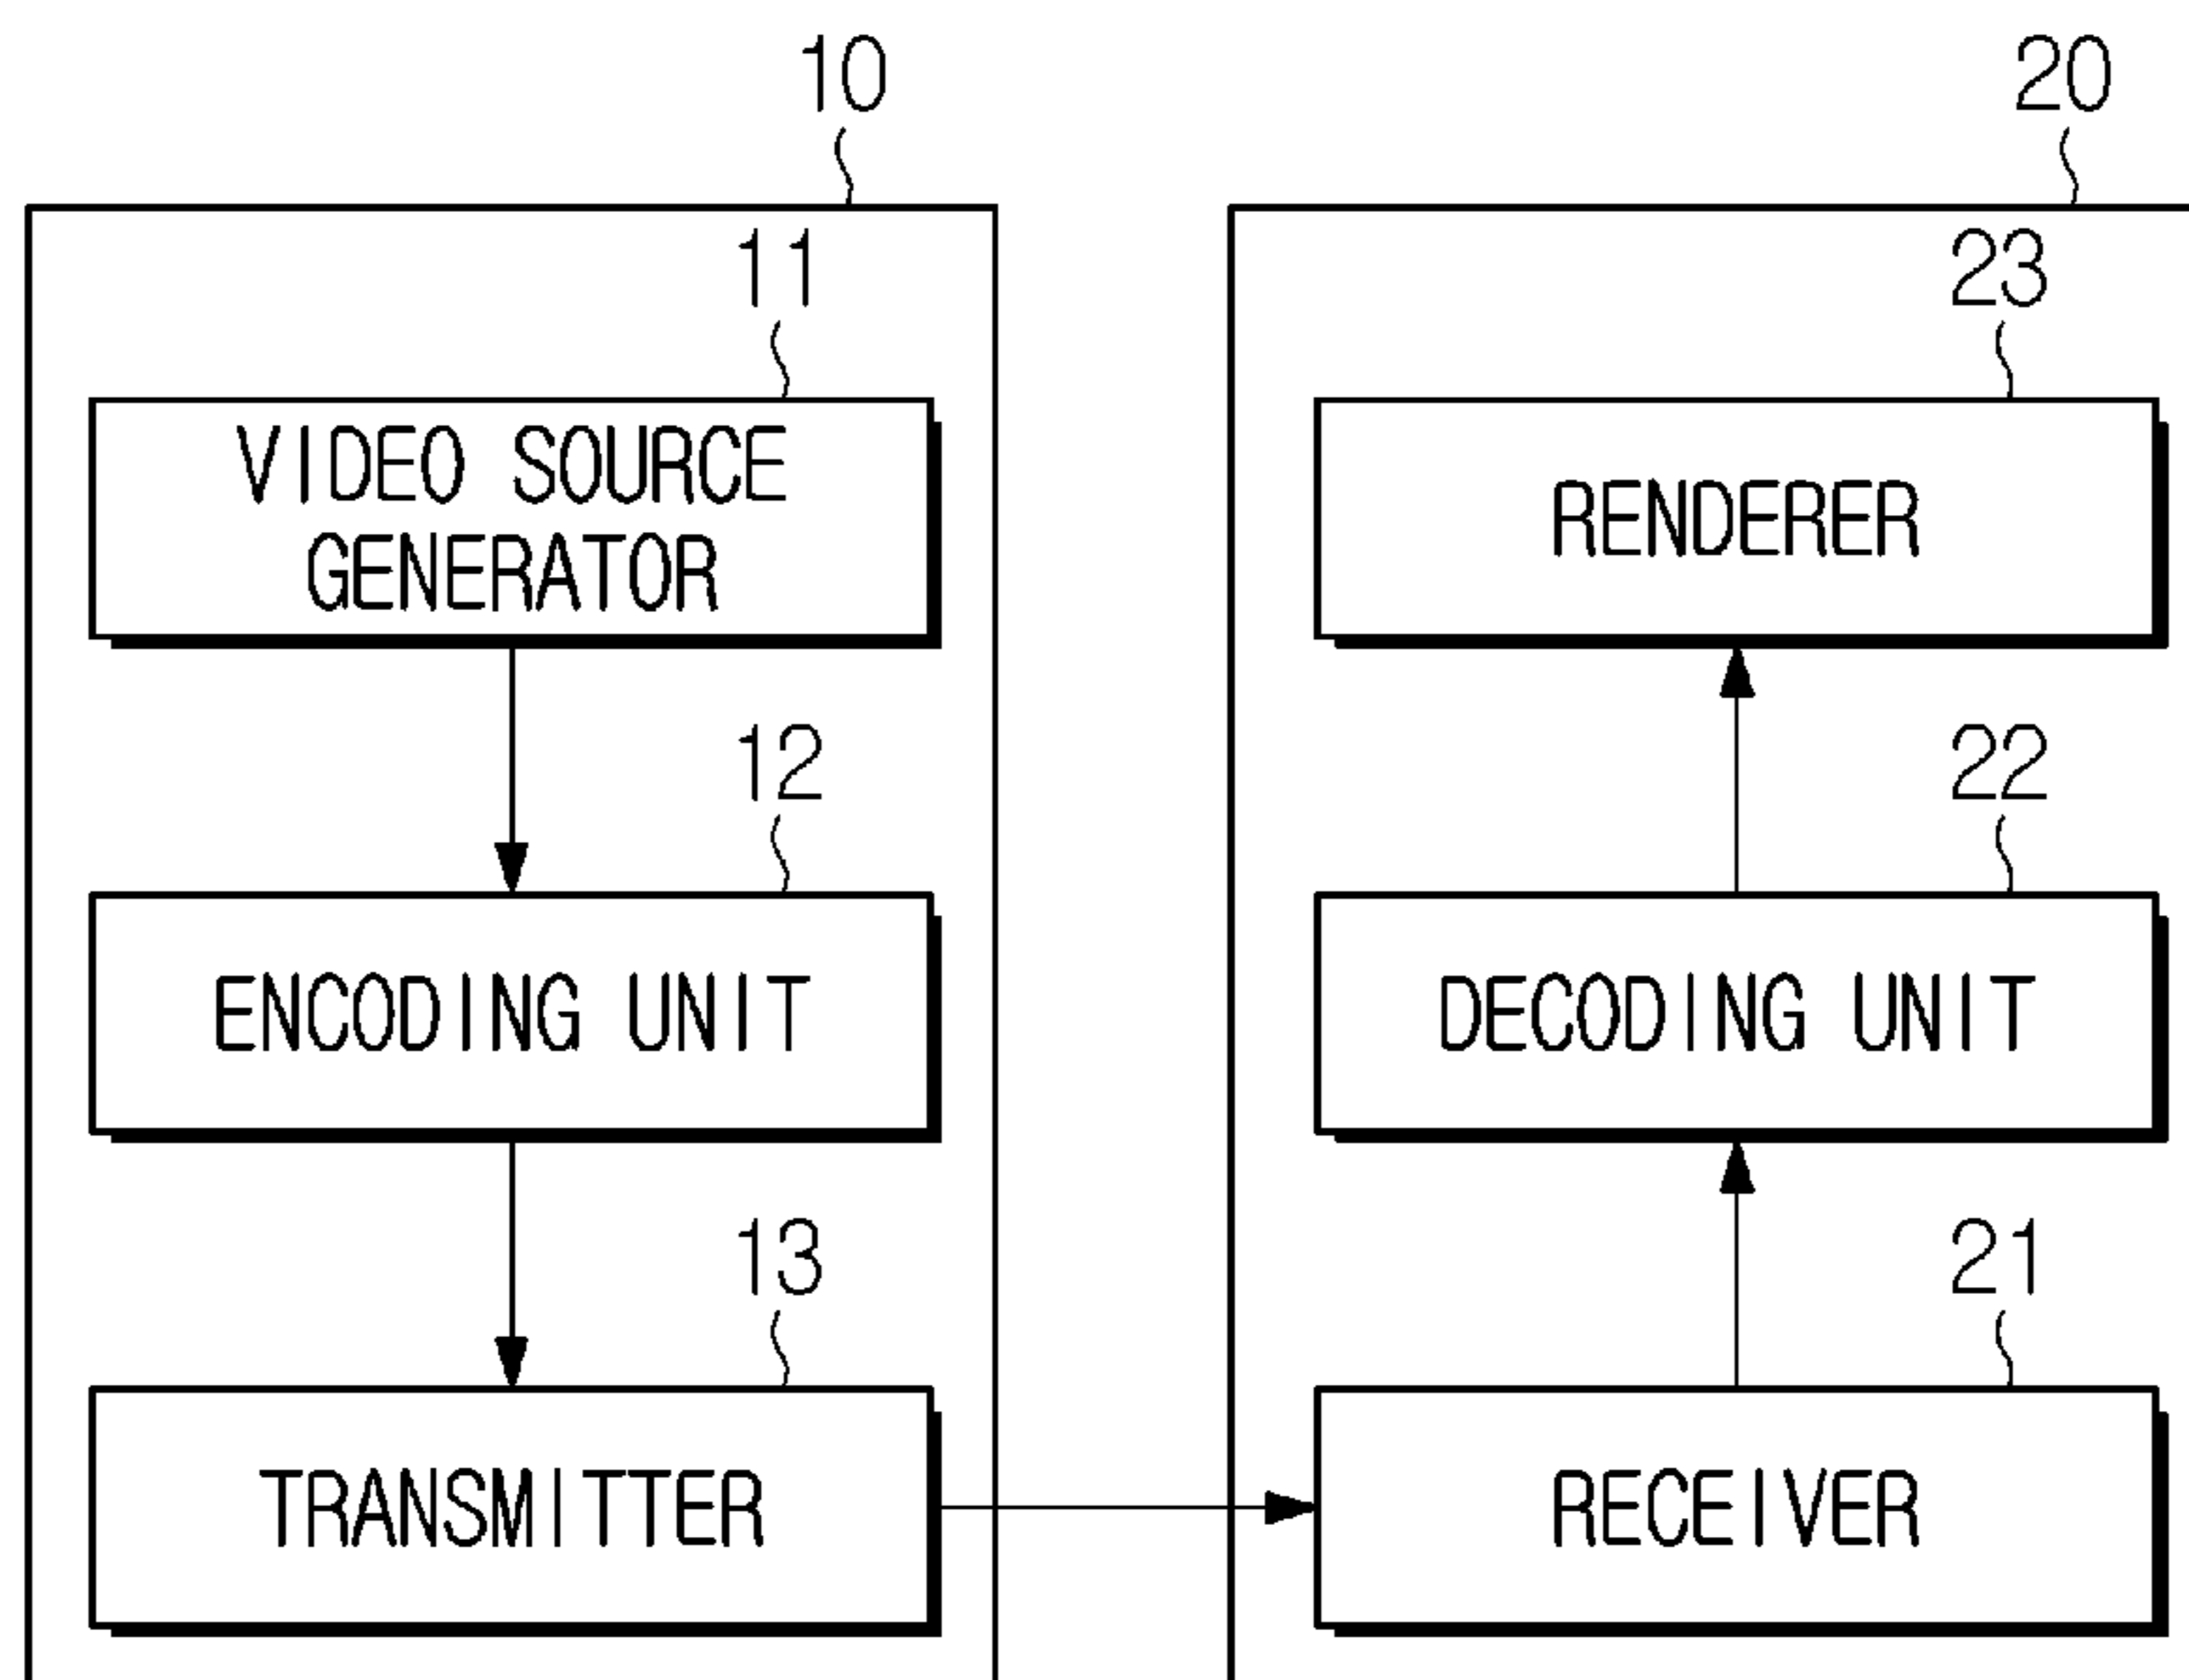 10
20
11
VIDEO SOURCE
GENERATOR
12
ENCODING UNIT
13
TRANSMITTER
23
RENDERER
22
DECODING UNIT
21
RECEIVER